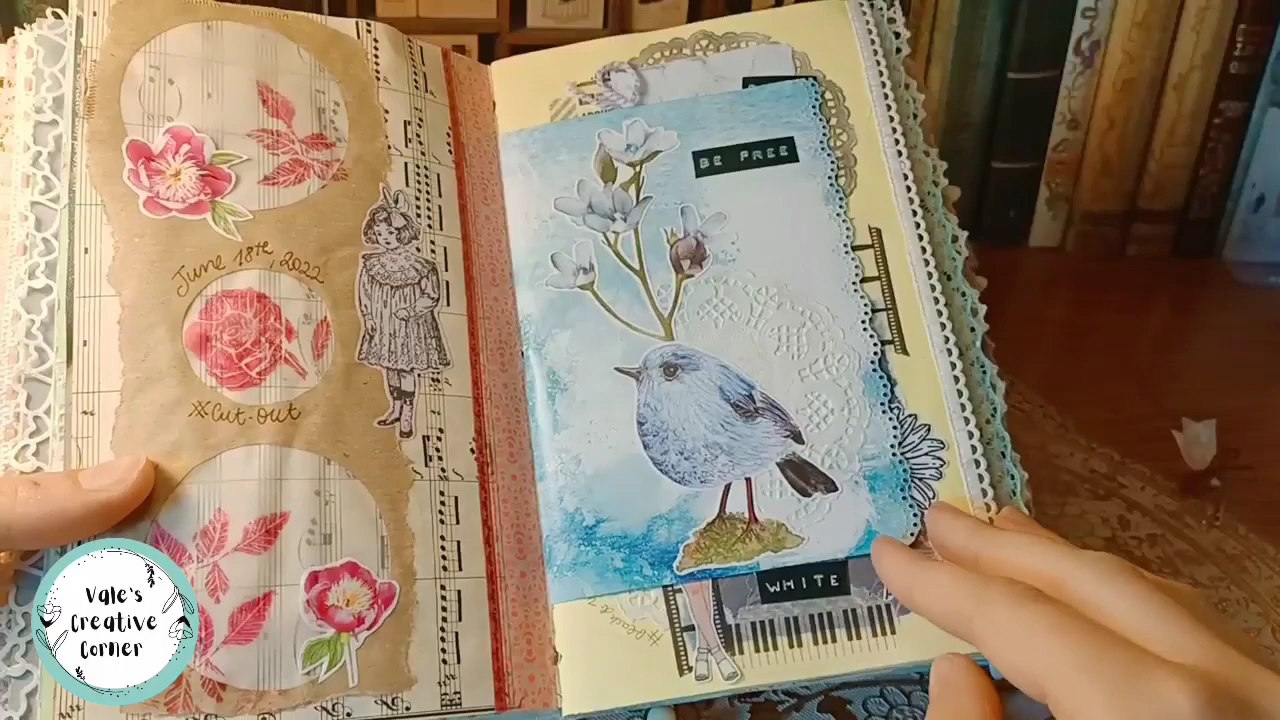 June 18th, 2022
#Cut-out
BE FREE
WHITE
Vale's
Creative
Corner